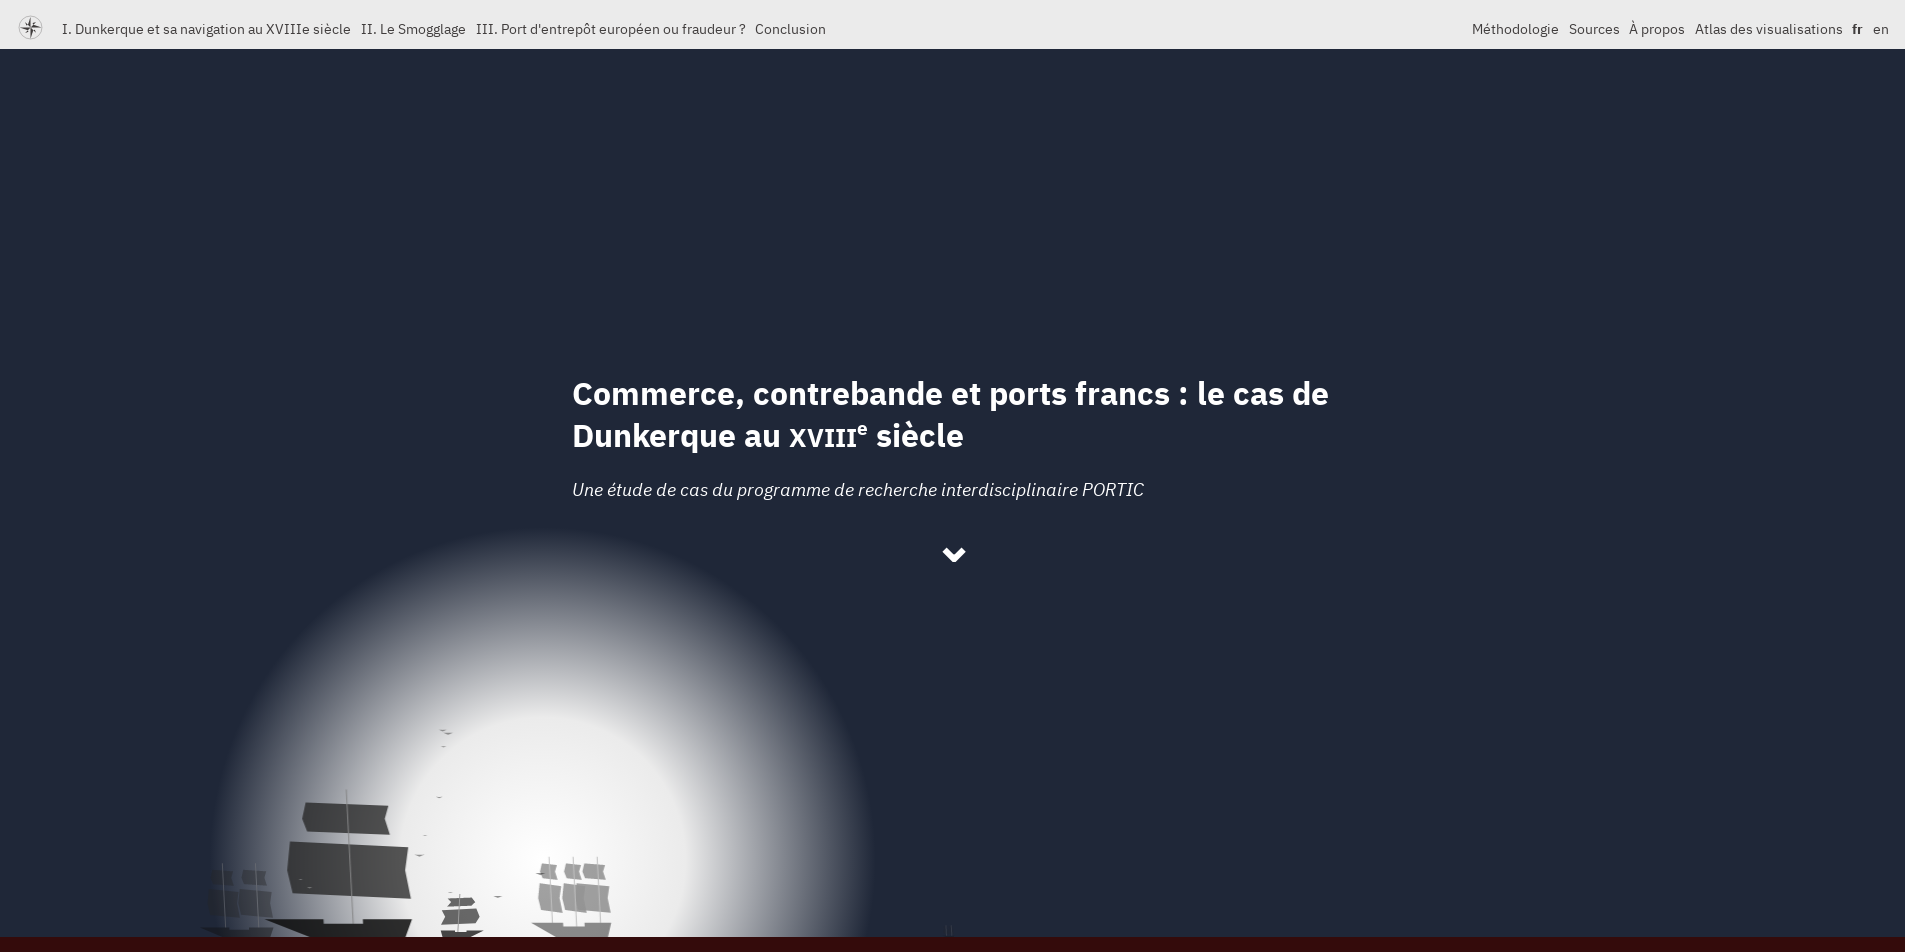 I. Dunkerque et sa navigation au XVIIIe siècle II. Le Smogglage III. Port d'entrepôt européen ou fraudeur ? Conclusion Méthodologie Sources À propos Atlas des visualisations fr en
Commerce, contrebande et ports francs : le cas de
Dunkerque au XVIIIe siècle
Une étude de cas du programme de recherche interdisciplinaire PORTIC